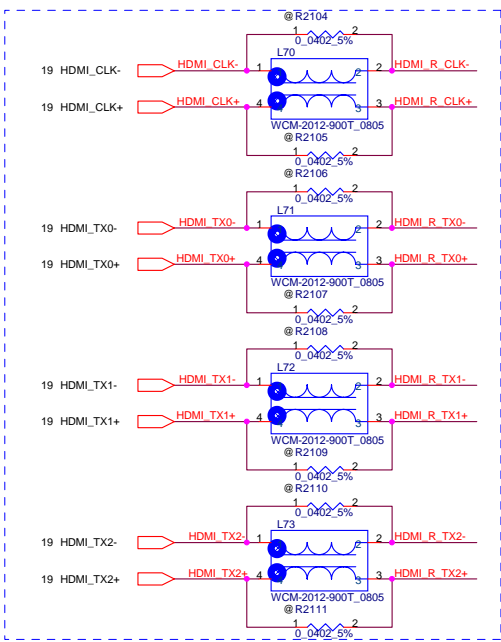 @ R2104
1 2
0_0402_5%
L70
19 HDMI_CLK- HDMI_CLK- 1 2 2 HDMI_R_CLK-
19 HDMI_CLK+ HDMI_CLK+ 4 3 3 HDMI_R_CLK+
WCM-2012-900T_0805
@ R2105
1 2
0_0402_5%
@ R2106
1 2
0_0402_5%
L71
19 HDMI_TX0- HDMI_TX0- 1 2 2 HDMI_R_TX0-
19 HDMI_TX0+ HDMI_TX0+ 4 3 3 HDMI_R_TX0+
WCM-2012-900T_0805
@ R2107
1 2
0_0402_5%
@ R2108
1 2
0_0402_5%
L72
19 HDMI_TX1- HDMI_TX1- 1 2 2 HDMI_R_TX1-
19 HDMI_TX1+ HDMI_TX1+ 4 3 3 HDMI_R_TX1+
WCM-2012-900T_0805
@ R2109
1 2
0_0402_5%
@ R2110
1 2
0_0402_5%
L73
19 HDMI_TX2- HDMI_TX2- 1 2 2 HDMI_R_TX2-
19 HDMI_TX2+ HDMI_TX2+ 4 3 3 HDMI_R_TX2+
WCM-2012-900T_0805
@ R2111
1 2
0_0402_5%